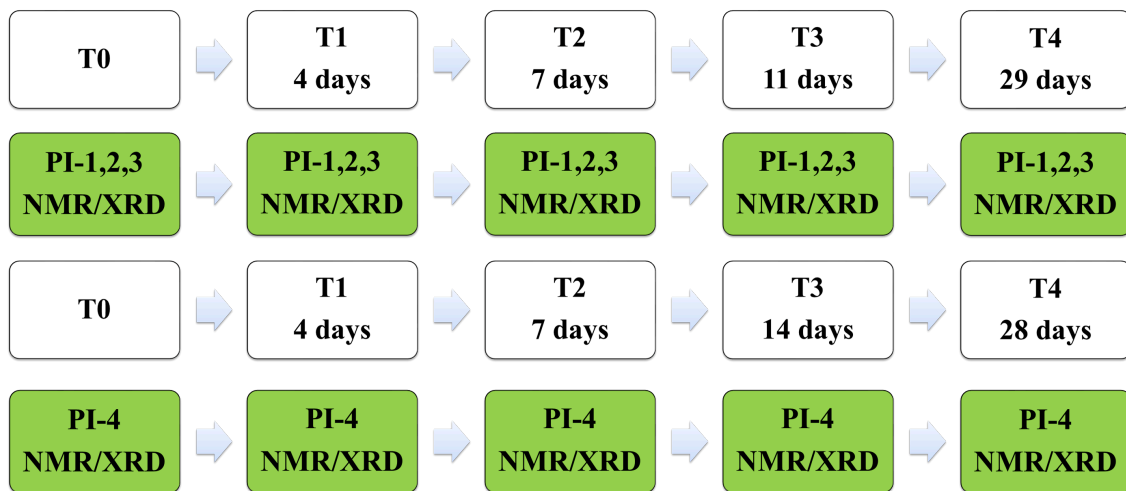 T0
T1
4 days
T2
7 days
T3
11 days
T4
29 days
PI-1,2,3
NMR/XRD
PI-1,2,3
NMR/XRD
PI-1,2,3
NMR/XRD
PI-1,2,3
NMR/XRD
PI-1,2,3
NMR/XRD
T0
T1
4 days
T2
7 days
T3
14 days
T4
28 days
PI-4
NMR/XRD
PI-4
NMR/XRD
PI-4
NMR/XRD
PI-4
NMR/XRD
PI-4
NMR/XRD